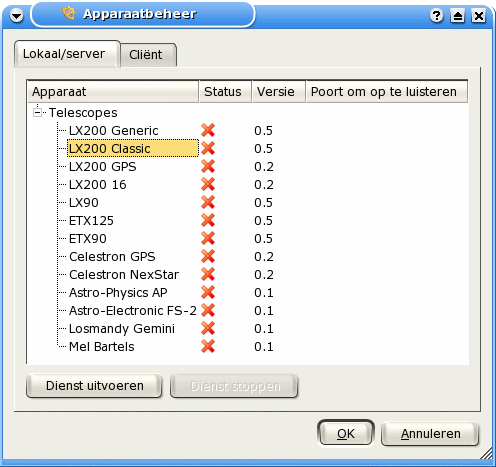 Apparaatbeheer
Lokaal/server Cliënt
Apparaat Status Versie Poort om op te luisteren
Telescopes
LX200 Generic 0.5
LX200 Classic 0.5
LX200 GPS 0.2
LX200 16 0.2
LX90 0.5
ETX125 0.5
ETX90 0.5
Celestron GPS 0.2
Celestron NexStar 0.2
Astro-Physics AP 0.1
Astro-Electronic FS-2 0.1
Losmandy Gemini 0.1
Mel Bartels 0.1
Dienst uitvoeren Dienst stoppen
OK Annuleren